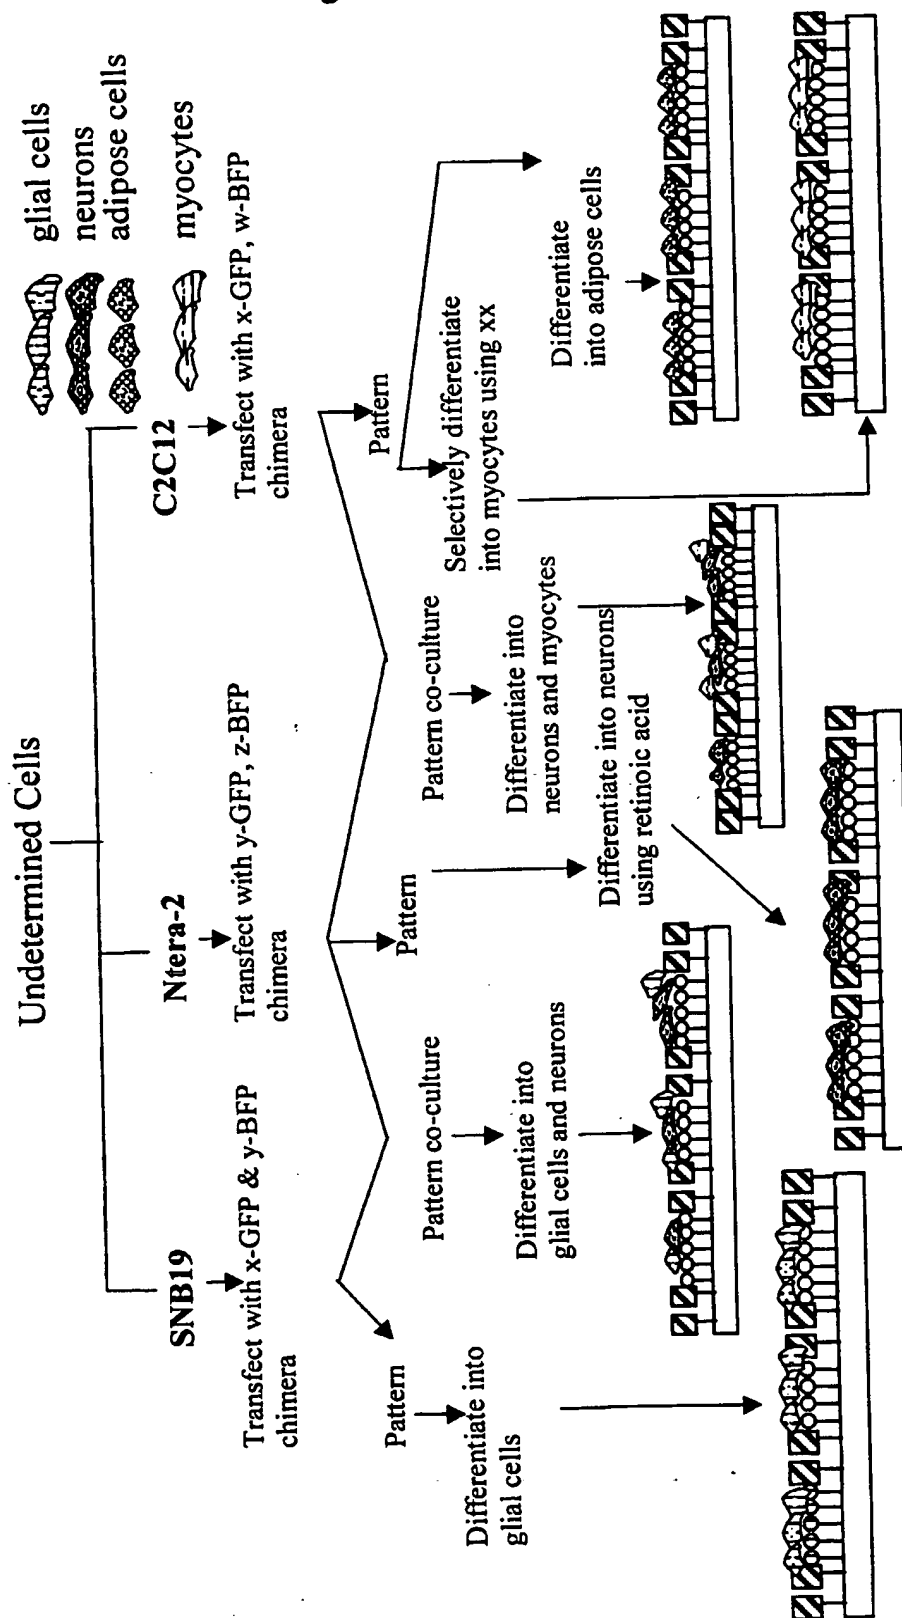 Undetermined Cells
glial cells
neurons
adipose cells
myocytes
SNB19
Transfect with x-GFP & y-BFP
chimera
Ntera-2
Transfect with y-GFP, z-BFP
chimera
C2C12
Transfect with x-GFP, w-BFP
chimera
Pattern
Differentiate into
glial cells
Pattern co-culture
Differentiate into
glial cells and neurons
Pattern
Differentiate into neurons
using retinoic acid
Pattern co-culture
Differentiate into
neurons and myocytes
Pattern
Selectively differentiate
into myocytes using xx
Differentiate
into adipose cells